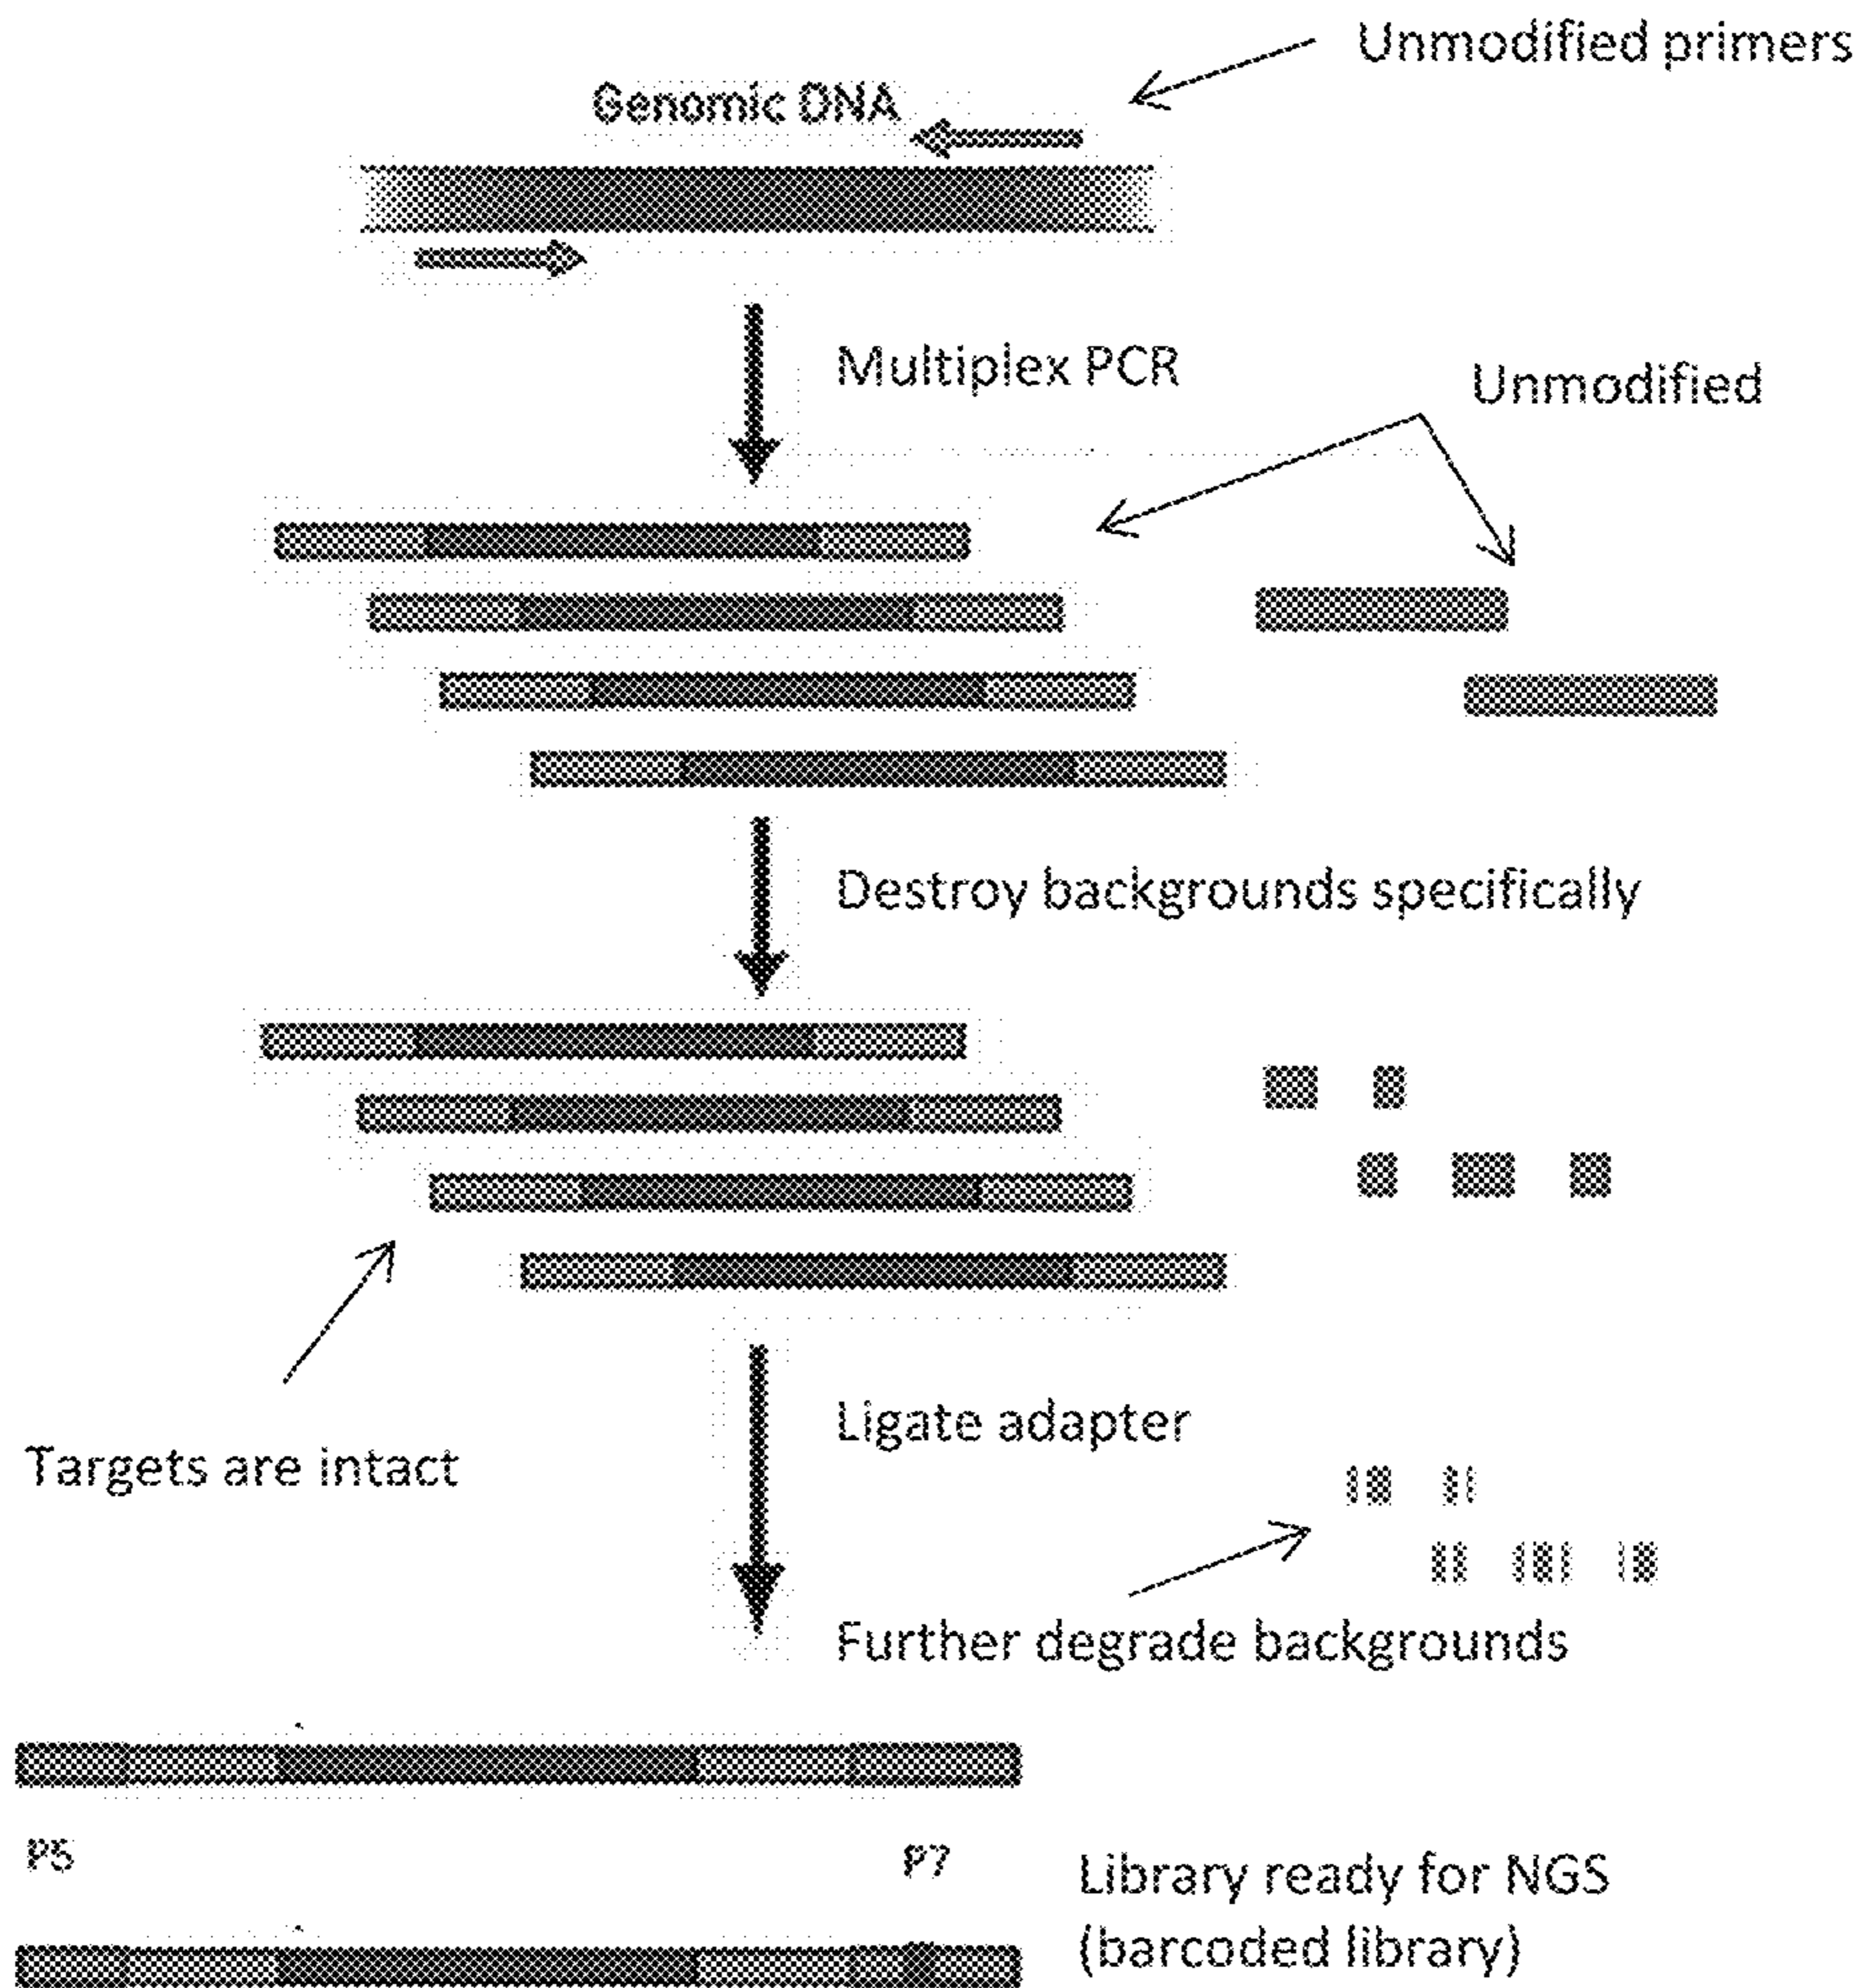 Unmodified primers
Genomic DNA
Multiplex PCR
Unmodified
Destroy backgrounds specifically
Ligate adapter
Targets are intact
Further degrade backgrounds
P5
P7
Library ready for NGS
(barcoded library)